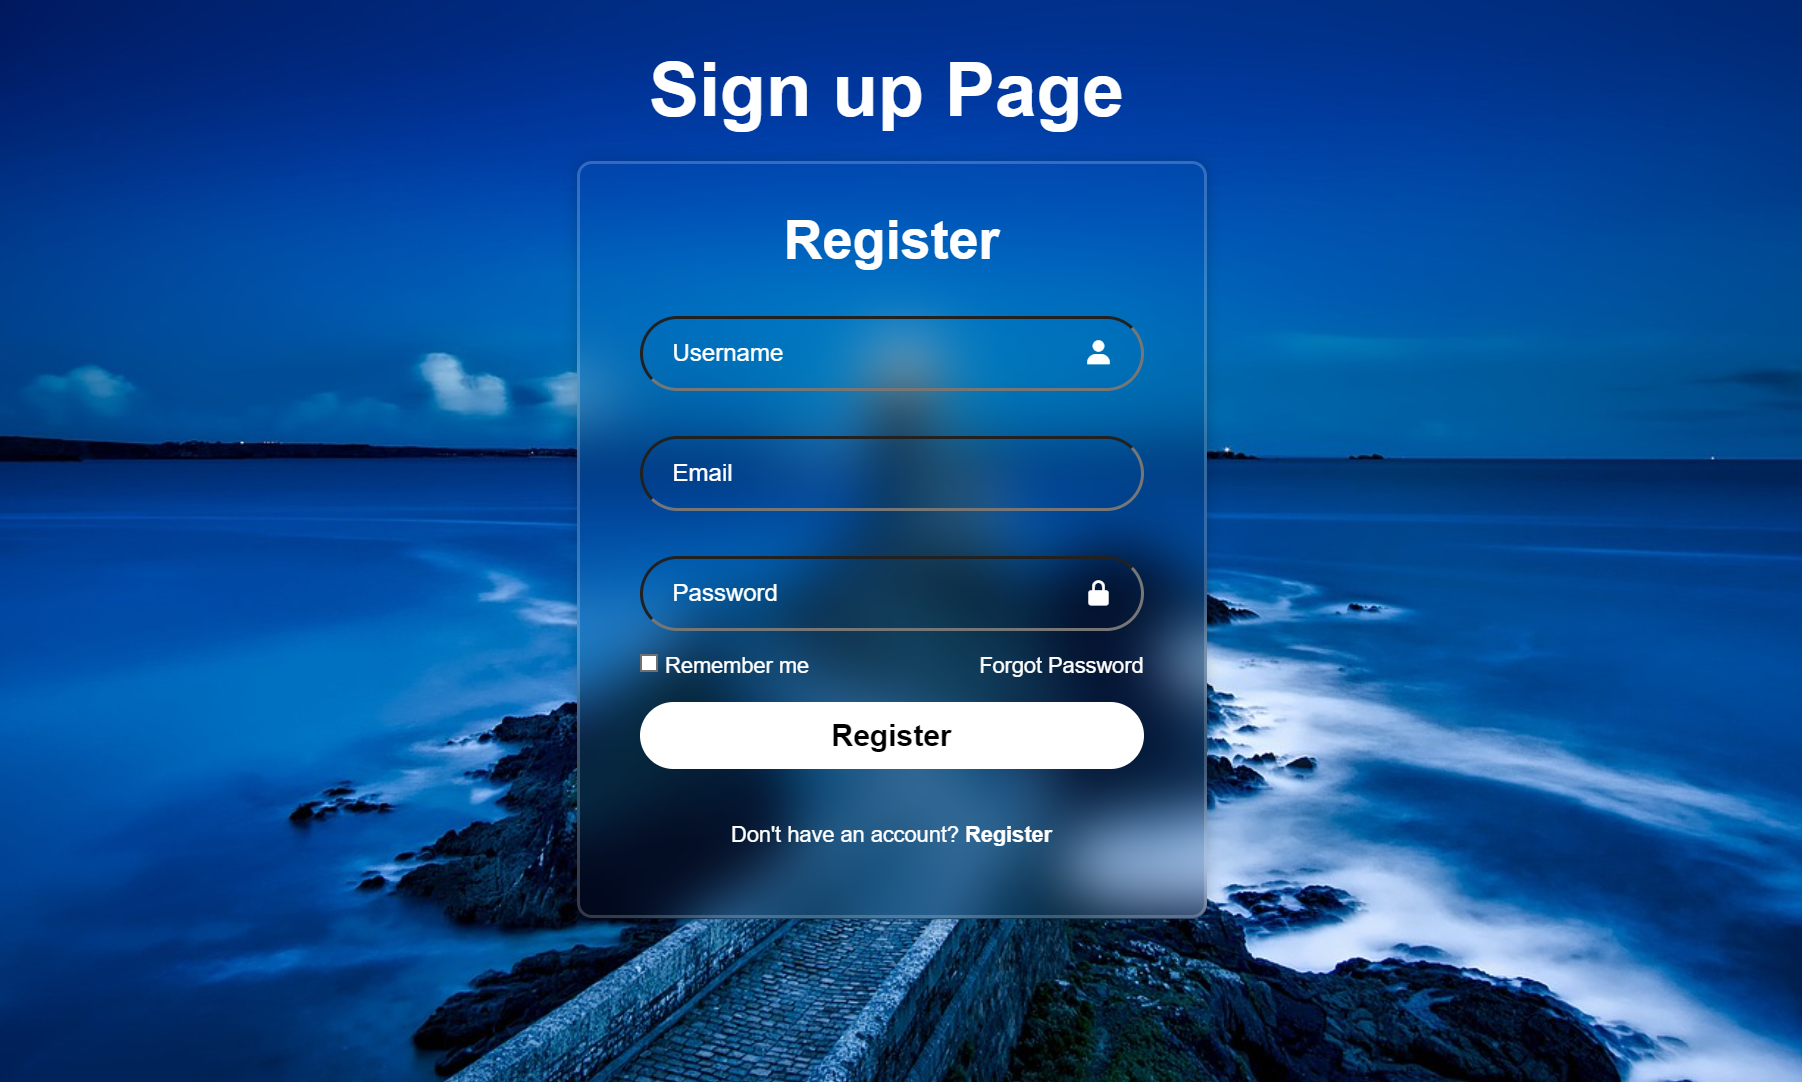 Sign up Page
Register
Username
Email
Password
Remember me Forgot Password
Register
Don't have an account? Register